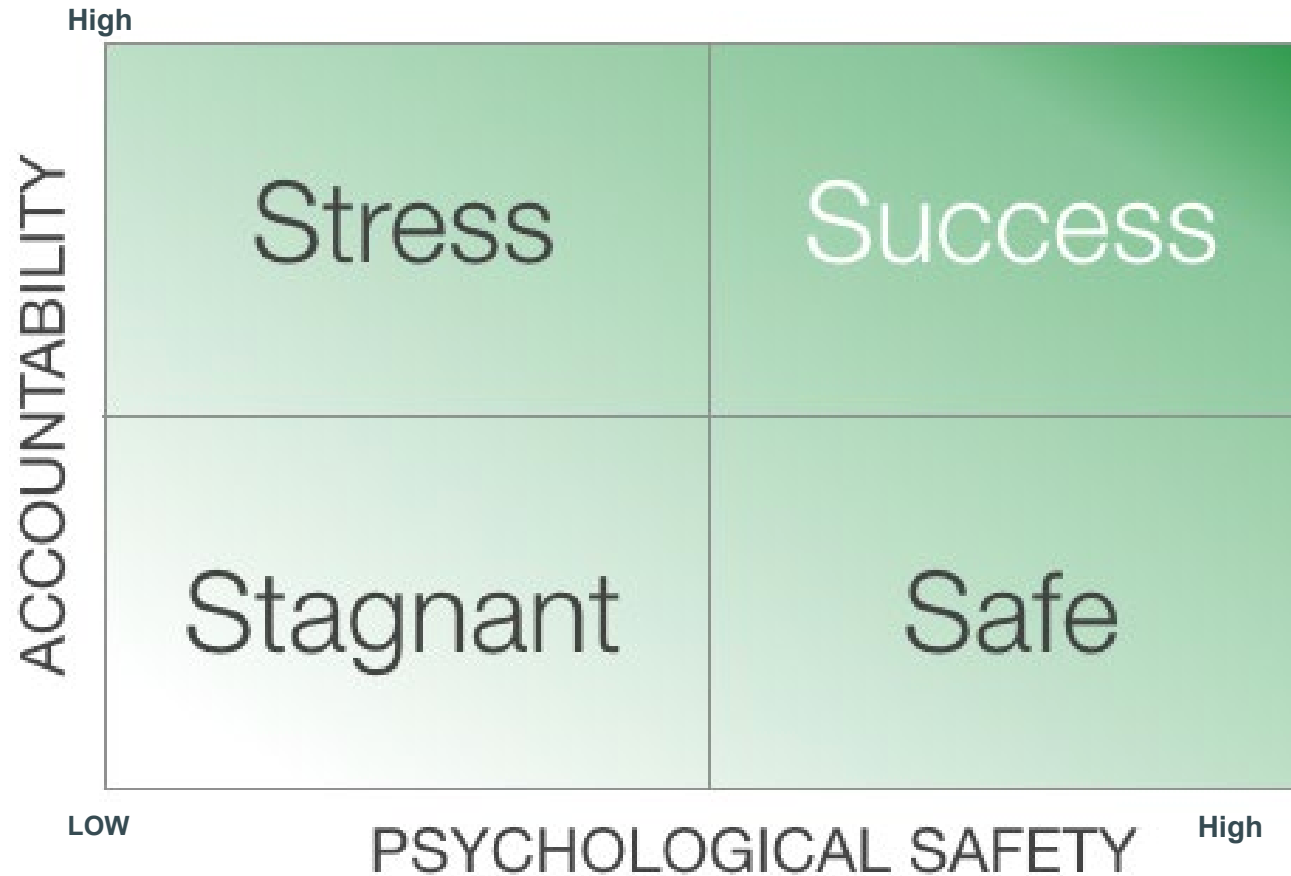 High
ACCOUNTABILITY
Stress
Success
Stagnant
Safe
LOW
PSYCHOLOGICAL SAFETY
High